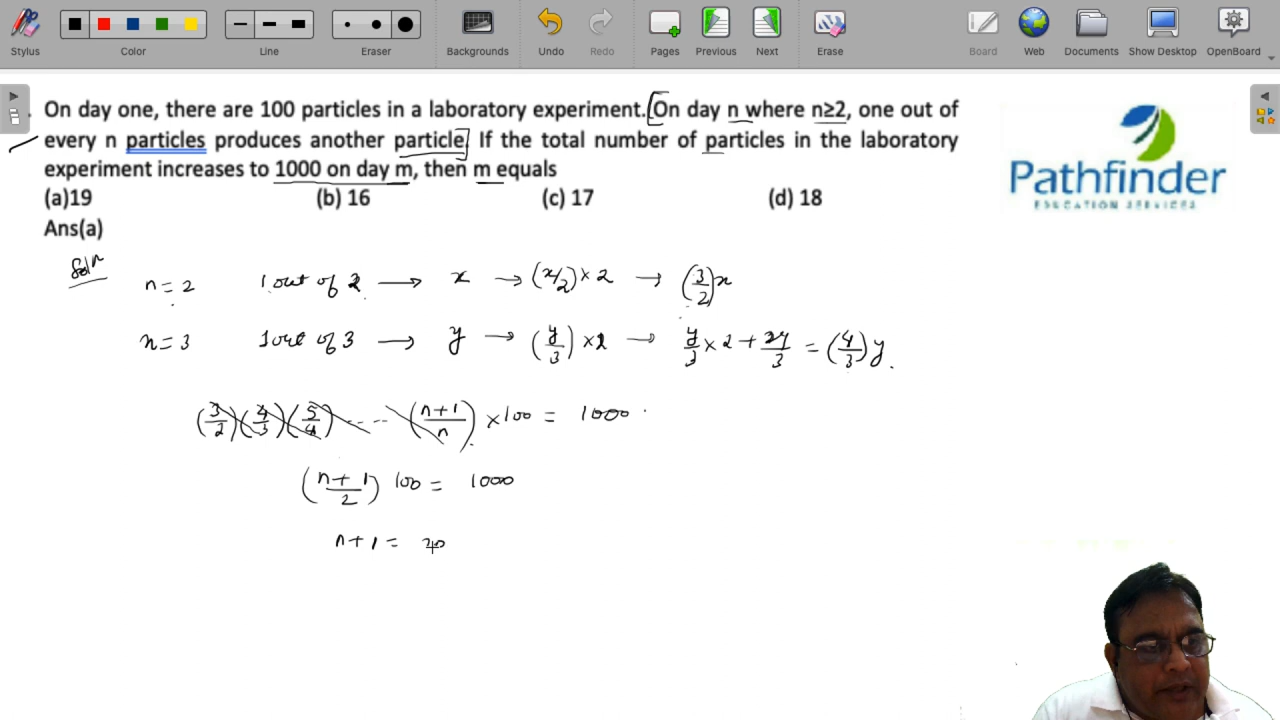 Stylus Color Line Eraser Backgrounds Undo Redo Pages Previous Next Erase Board Web Documents Show Desktop OpenBoard
On day one, there are 100 particles in a laboratory experiment. On day n where n≥2, one out of
every n particles produces another particle. If the total number of particles in the laboratory
experiment increases to 1000 on day m, then m equals
(a)19 (b) 16 (c) 17 (d) 18
Ans(a)
Pathfinder
EDUCATION SERVICES
Solⁿ
n = 2 1 out of 2 → x → (x/2) × 2 → (3/2)x
n = 3 1 out of 3 → y → (y/3) × 2 → y/3 × 2 + 2y/3 = (4/3)y
(3/2)(4/3)(5/4) ---- (n+1/n) × 100 = 1000
(n+1/2) 100 = 1000
n+1 = 20